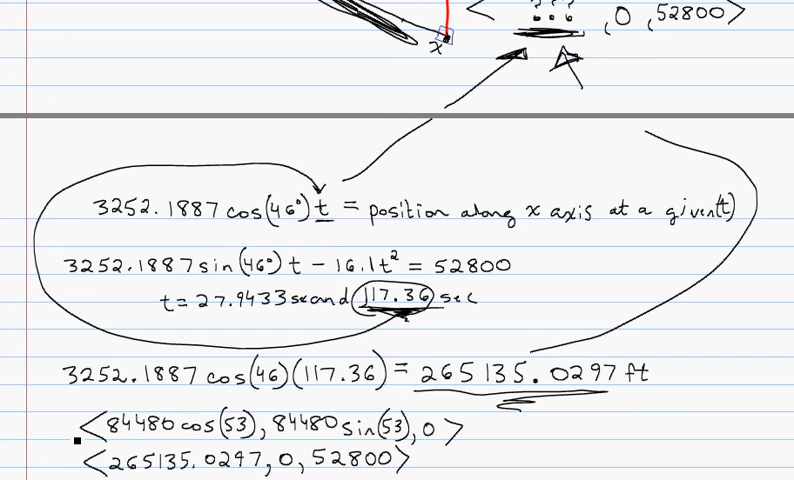 < ... , 0 , 52800>
x
3252.1887 cos(46°) t = position along x axis at a given(t)
3252.1887 sin(46°) t - 16.1t² = 52800
t = 27.9433 sec and 117.36 sec
3252.1887 cos(46)(117.36) = 265135.0297 ft
<84480 cos(53), 84480 sin(53), 0>
<265135.0297, 0, 52800>